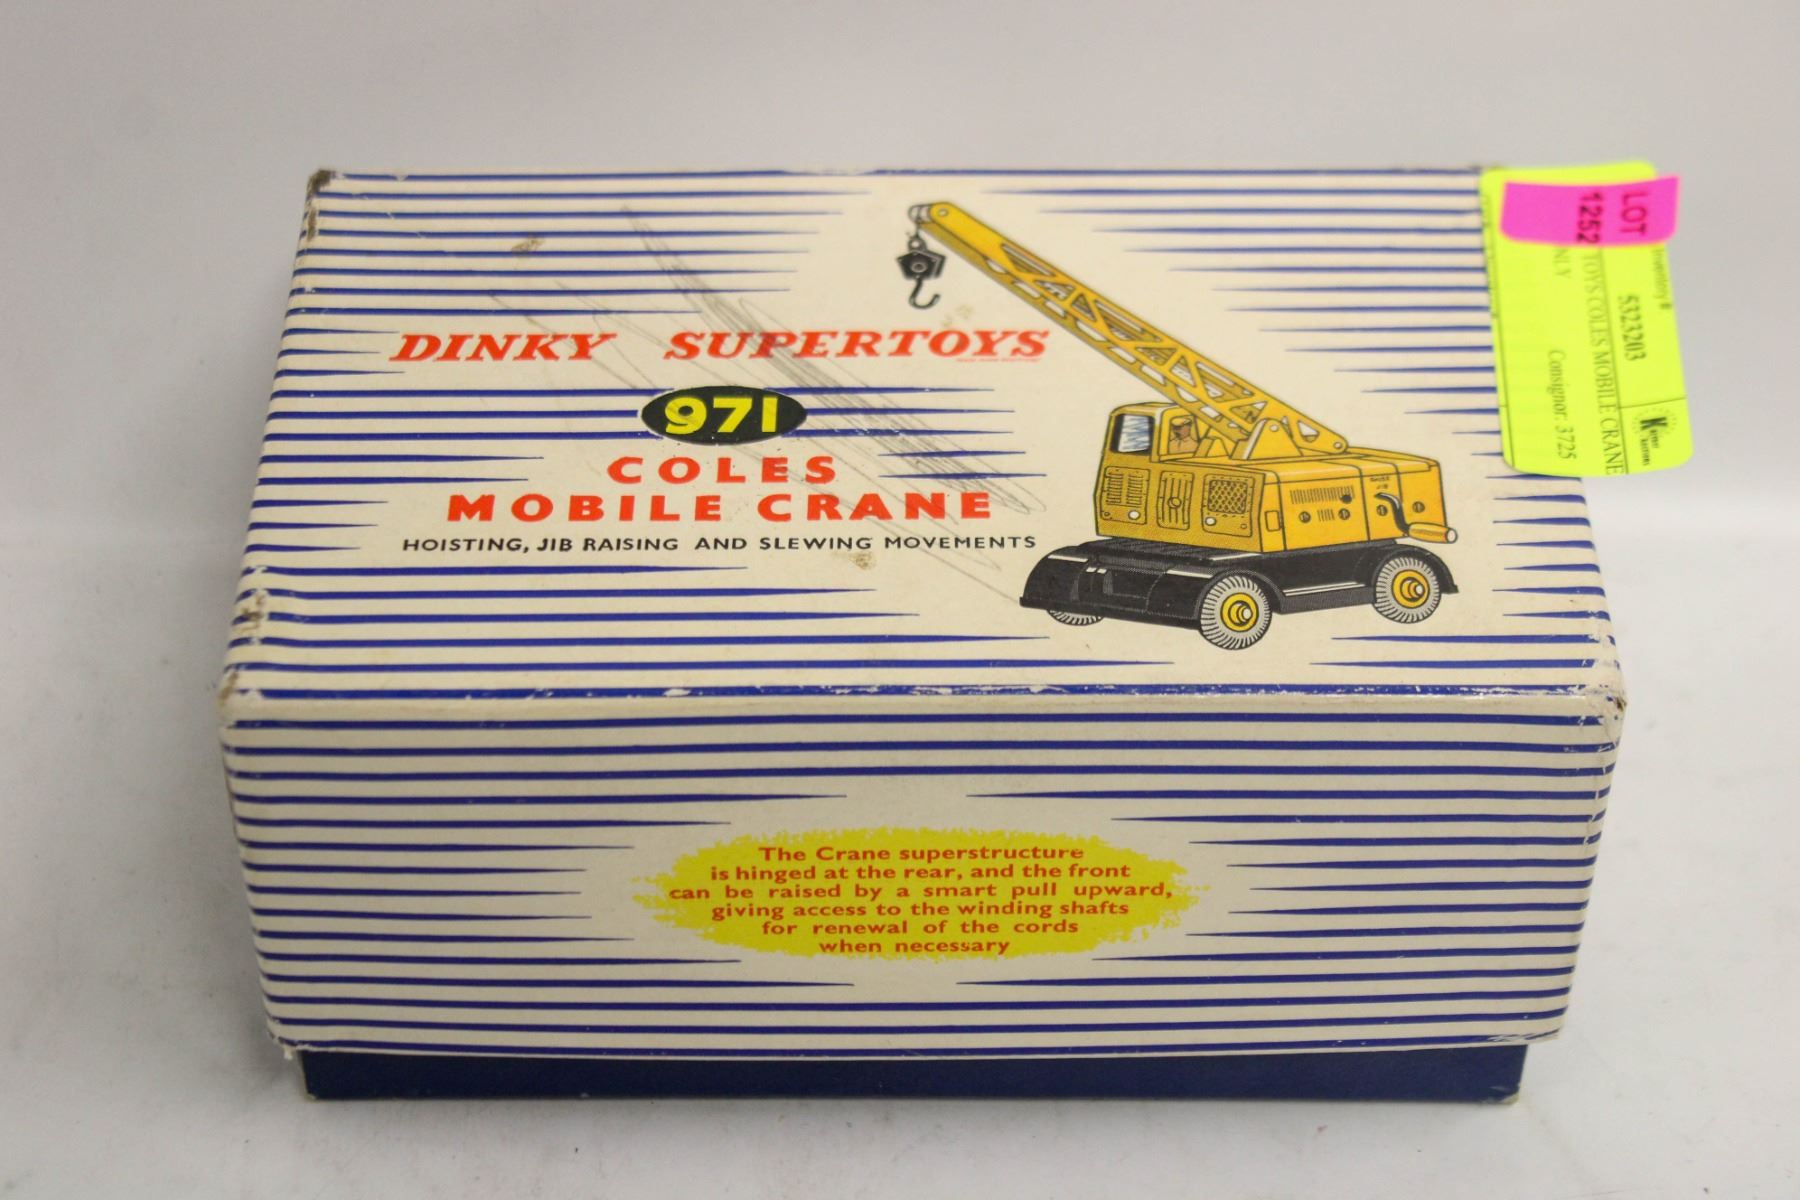 DINKY SUPERTOYS
971
COLES
MOBILE CRANE
HOISTING, JIB RAISING AND SLEWING MOVEMENTS
The Crane superstructure
is hinged at the rear, and the front
can be raised by a smart pull upward,
giving access to the winding shafts
for renewal of the cords
when necessary
LOT
1252
Inventory #
5323203
TOYS COLES MOBILE CRANE
Consignor: 3725